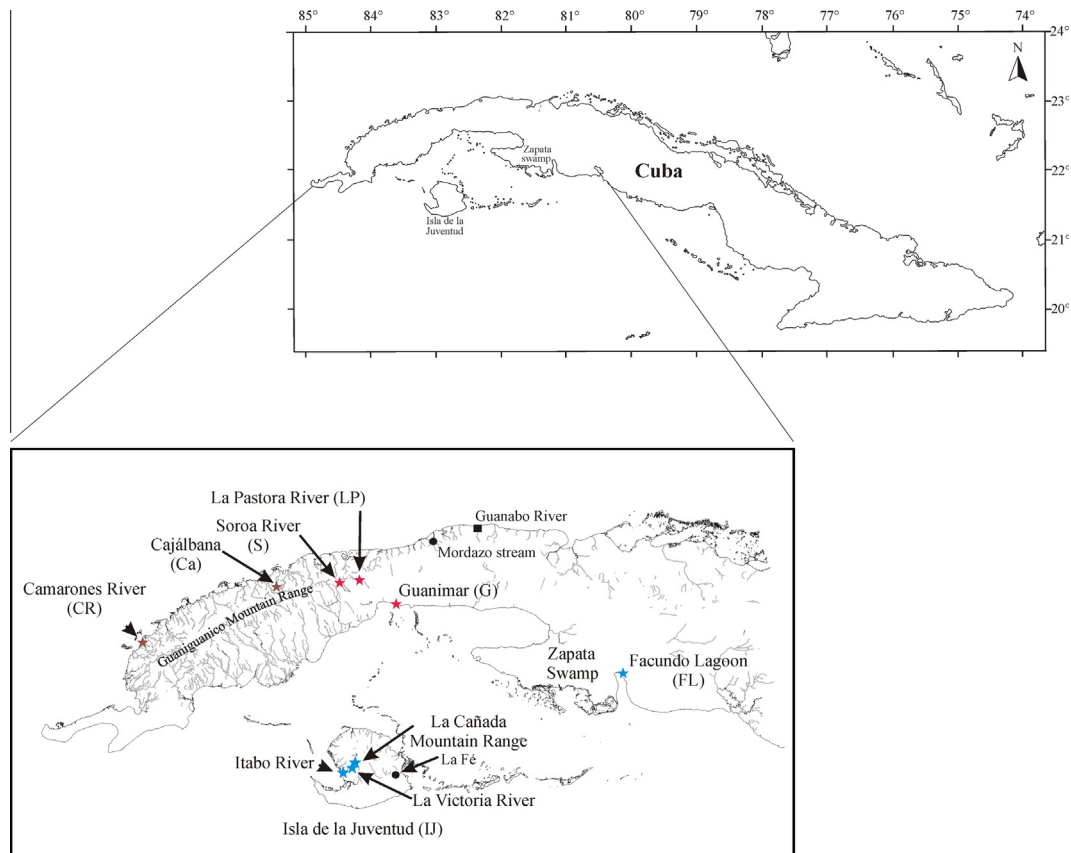 85°
84°
83°
82°
81°
80°
79°
78°
77°
76°
75°
74°
24°
N
23°
22°
21°
20°
Zapata
swamp
Cuba
Isla de la
Juventud
La Pastora River (LP)
Soroa River
(S)
Guanabo River
Mordazo stream
Cajálbana
(Ca)
Camarones River
(CR)
Guaniguanico Mountain Range
Guanimar (G)
Zapata
Swamp
Facundo Lagoon
(FL)
La Cañada
Mountain Range
La Fé
Itabo River
La Victoria River
Isla de la Juventud (IJ)